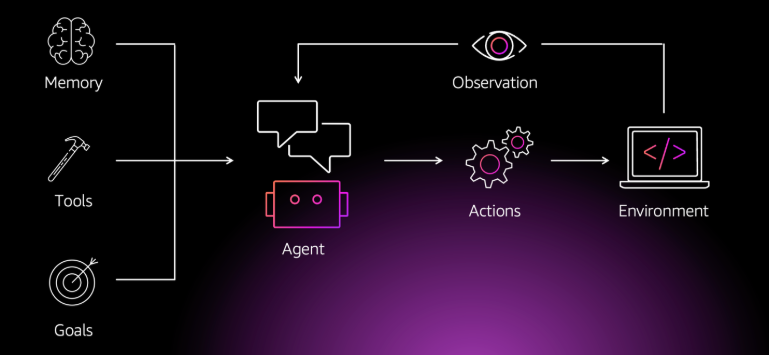 Memory
Observation
Tools
Actions
Environment
</>
Agent
Goals